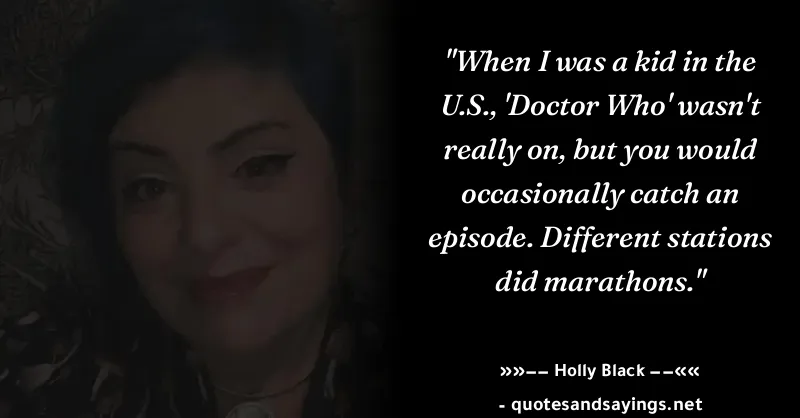 "When I was a kid in the
U.S., 'Doctor Who' wasn't
really on, but you would
occasionally catch an
episode. Different stations
did marathons."
»»−− Holly Black −−««
- quotesandsayings.net